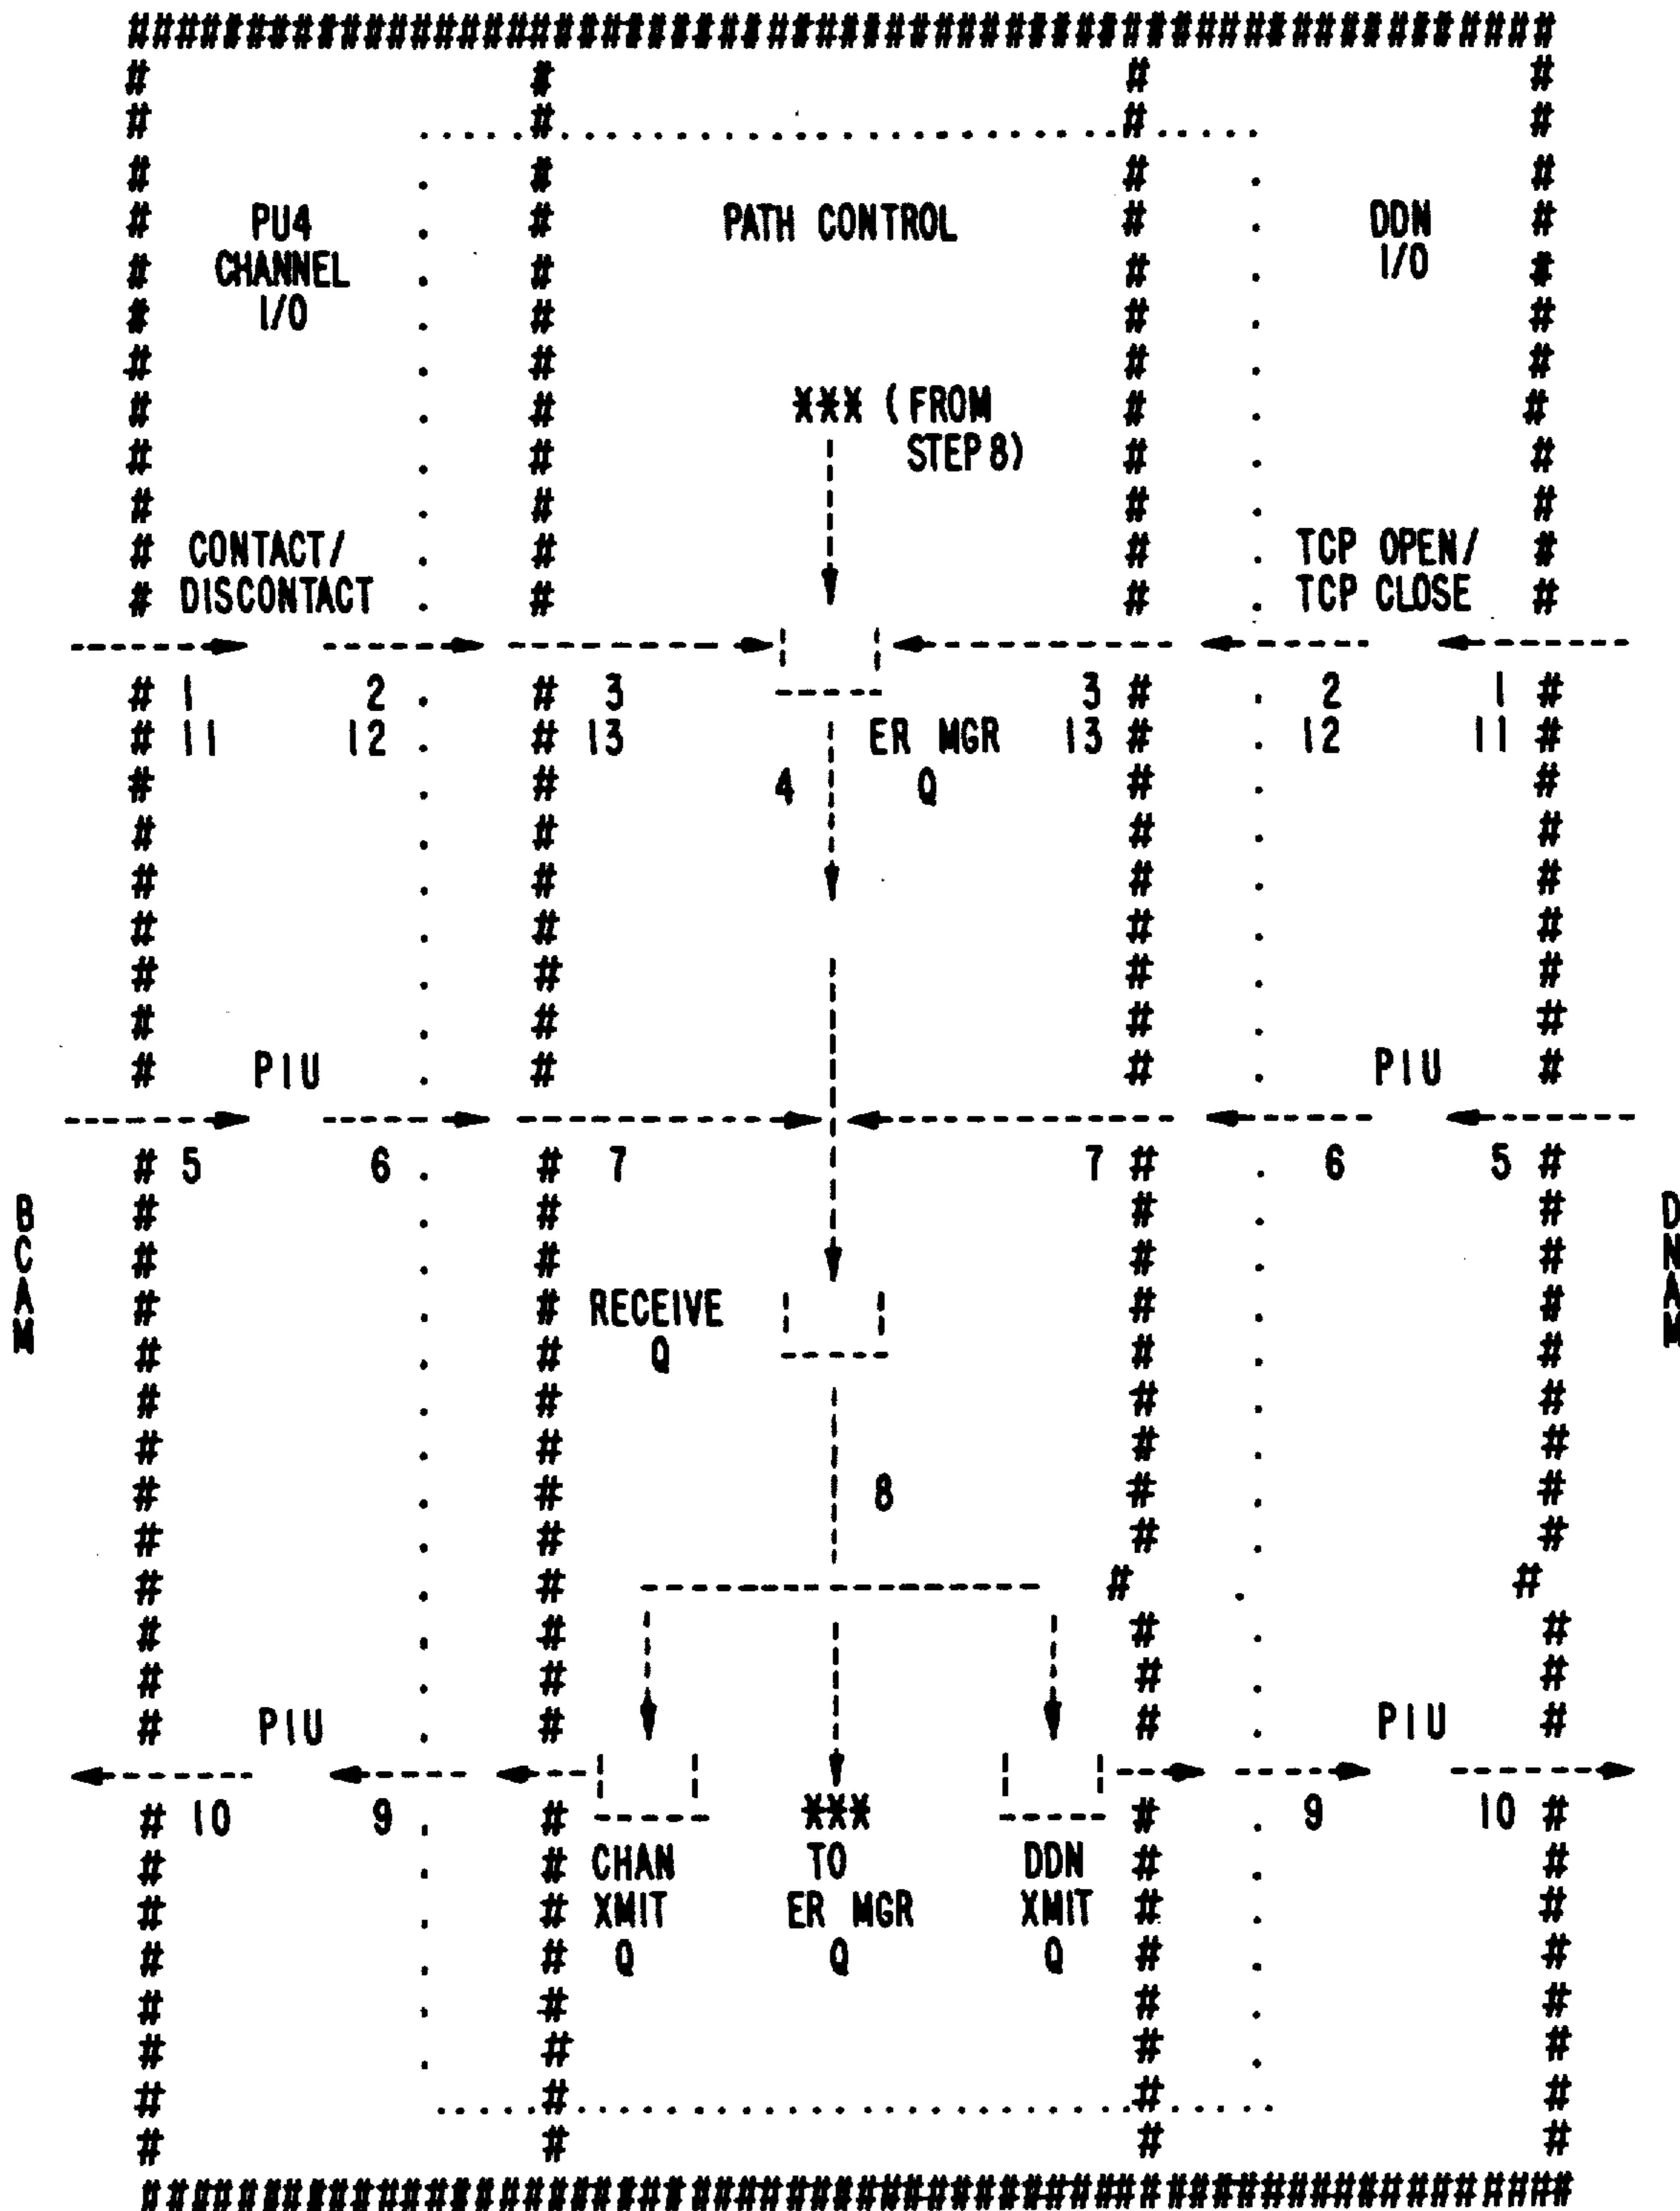 PU4
CHANNEL
I/O
PATH CONTROL
DDN
I/O
*** (FROM
STEP 8)
CONTACT/
DISCONTACT
TCP OPEN/
TCP CLOSE
1 2 3 3 2 1
11 12 13 ER MGR 13 12 11
4 Q
PIU PIU
5 6 7 7 6 5
BCAM
DNAM
RECEIVE
Q
8
PIU PIU
10 9 *** 9 10
CHAN TO DDN
XMIT ER MGR XMIT
Q Q Q